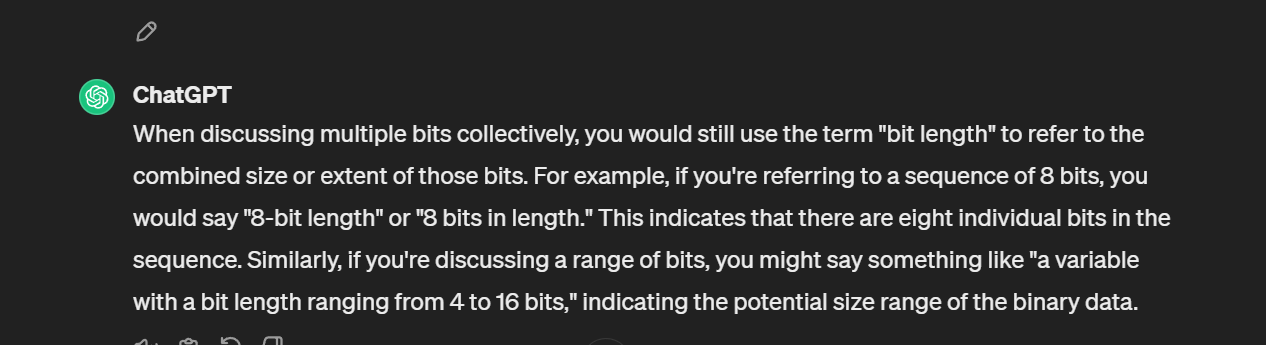 ChatGPT
When discussing multiple bits collectively, you would still use the term "bit length" to refer to the
combined size or extent of those bits. For example, if you're referring to a sequence of 8 bits, you
would say "8-bit length" or "8 bits in length." This indicates that there are eight individual bits in the
sequence. Similarly, if you're discussing a range of bits, you might say something like "a variable
with a bit length ranging from 4 to 16 bits," indicating the potential size range of the binary data.